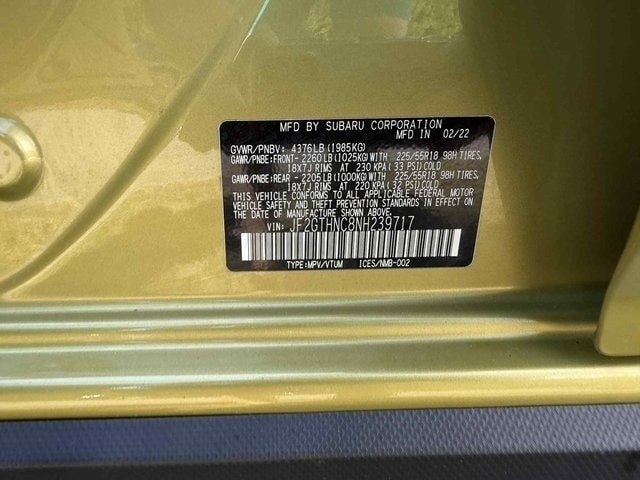 MFD BY SUBARU CORPORATION
MFD IN 02/22
GVWR/PNBV: 4376LB(1985KG)
GAWR/PNBE:FRONT- 2260LB(1025KG)WITH 225/55R18 98H TIRES,
18X7J RIMS AT 230 KPA(33 PSI)COLD
GAWR/PNBE:REAR - 2205LB(1000KG)WITH 225/55R18 98H TIRES,
18X7J RIMS AT 220 KPA(32 PSI)COLD
THIS VEHICLE CONFORMS TO ALL APPLICABLE FEDERAL MOTOR
VEHICLE SAFETY AND BUMPER STANDARDS IN EFFECT ON
THE DATE OF MANUFACTURE SHOWN ABOVE.
VIN: JF2GTHNC8NH239717
TYPE:MPV/VTUM ICES/NMB-002